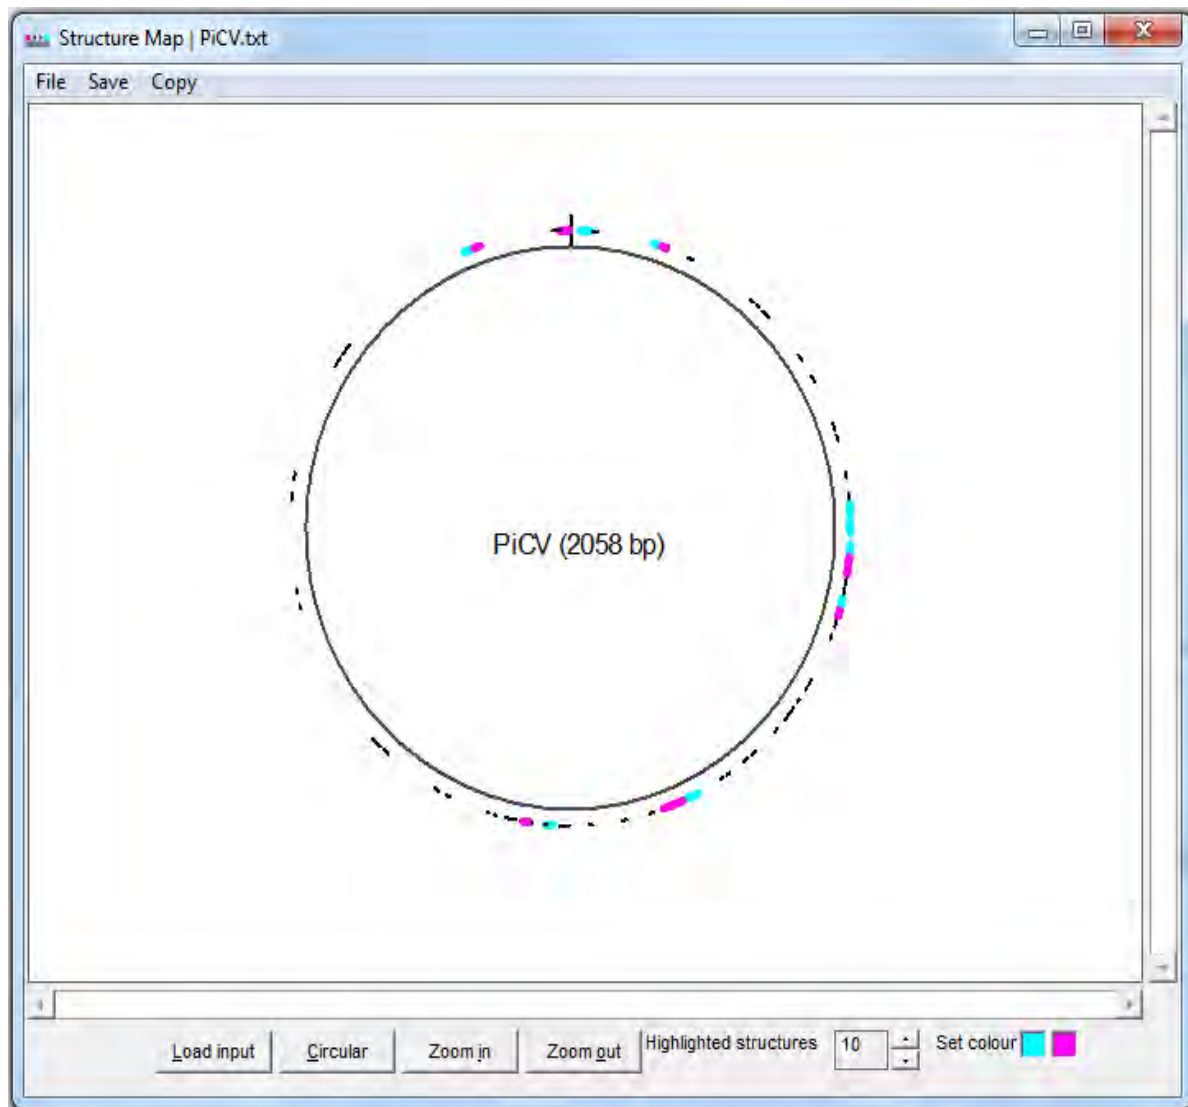 Structure Map | PiCV.txt
File Save Copy
PiCV (2058 bp)
Load input Circular Zoom in Zoom out Highlighted structures 10 Set colour